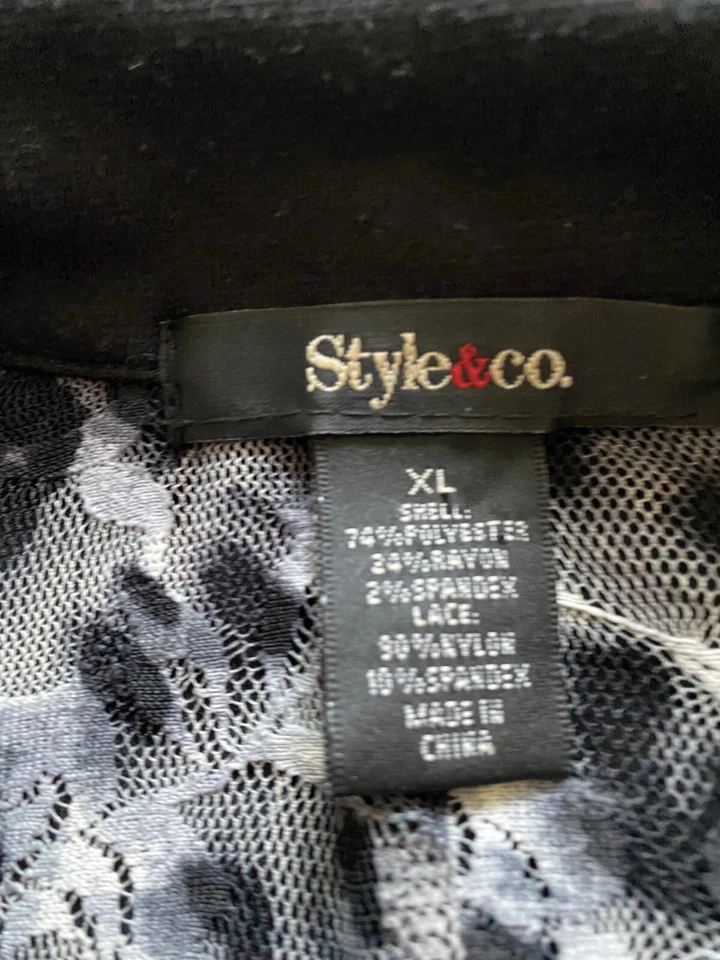 Style&co.
XL
SHELL:
74%POLYESTER
24%RAYON
2%SPANDEX
LACE:
90%NYLON
10%SPANDEX
MADE IN
CHINA